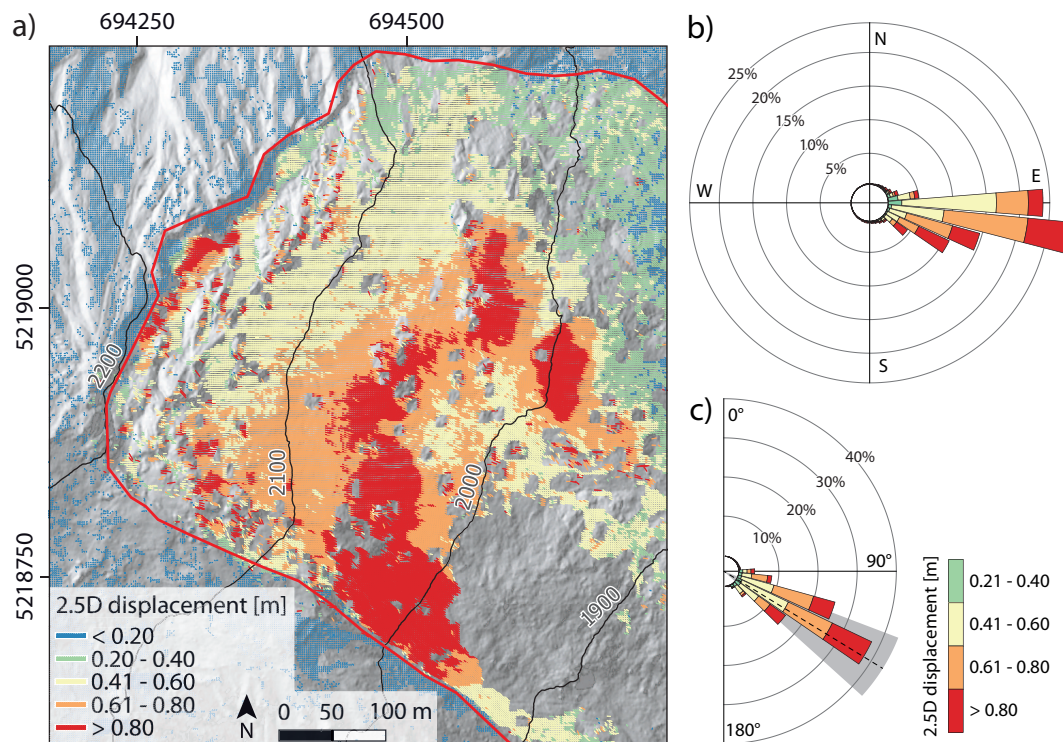 a)
694250
694500
5219000
5218750
2200
2100
2000
1900
2.5D displacement [m]
< 0.20
0.20 - 0.40
0.41 - 0.60
0.61 - 0.80
> 0.80
N
0 50 100 m
b)
N
25%
20%
15%
10%
5%
W
E
S
c)
0°
40%
30%
20%
10%
90°
180°
2.5D displacement [m]
0.21 - 0.40
0.41 - 0.60
0.61 - 0.80
> 0.80